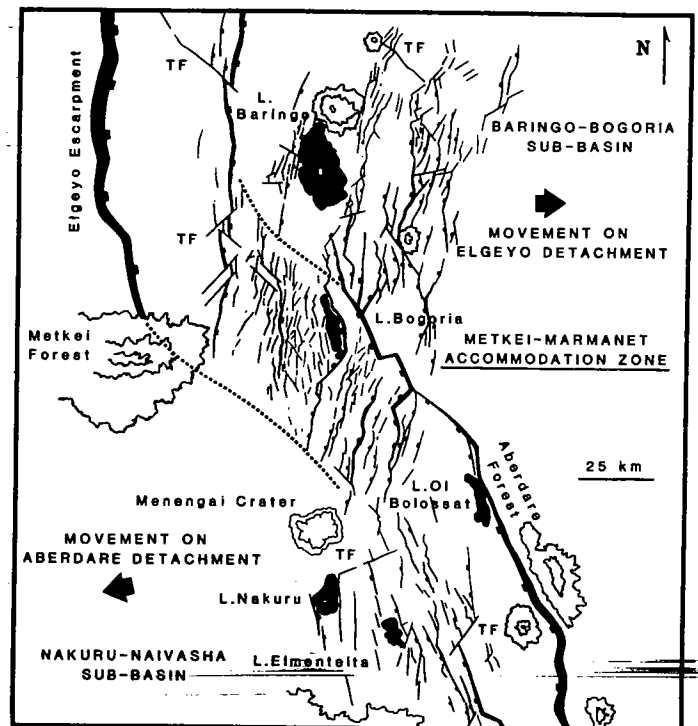 TF
TF
N
L.
Baringo
Elgeyo Escarpment
BARINGO-BOGORIA
SUB-BASIN
TF
MOVEMENT ON
ELGEYO DETACHMENT
L.Bogoria
Metkei
Forest
METKEI-MARMANET
ACCOMMODATION ZONE
Aberdare
Forest
25 km
L.Ol
Bolossat
Menengai Crater
MOVEMENT ON
ABERDARE DETACHMENT
TF
L.Nakuru
TF
NAKURU-NAIVASHA
SUB-BASIN
L.Elmenteita